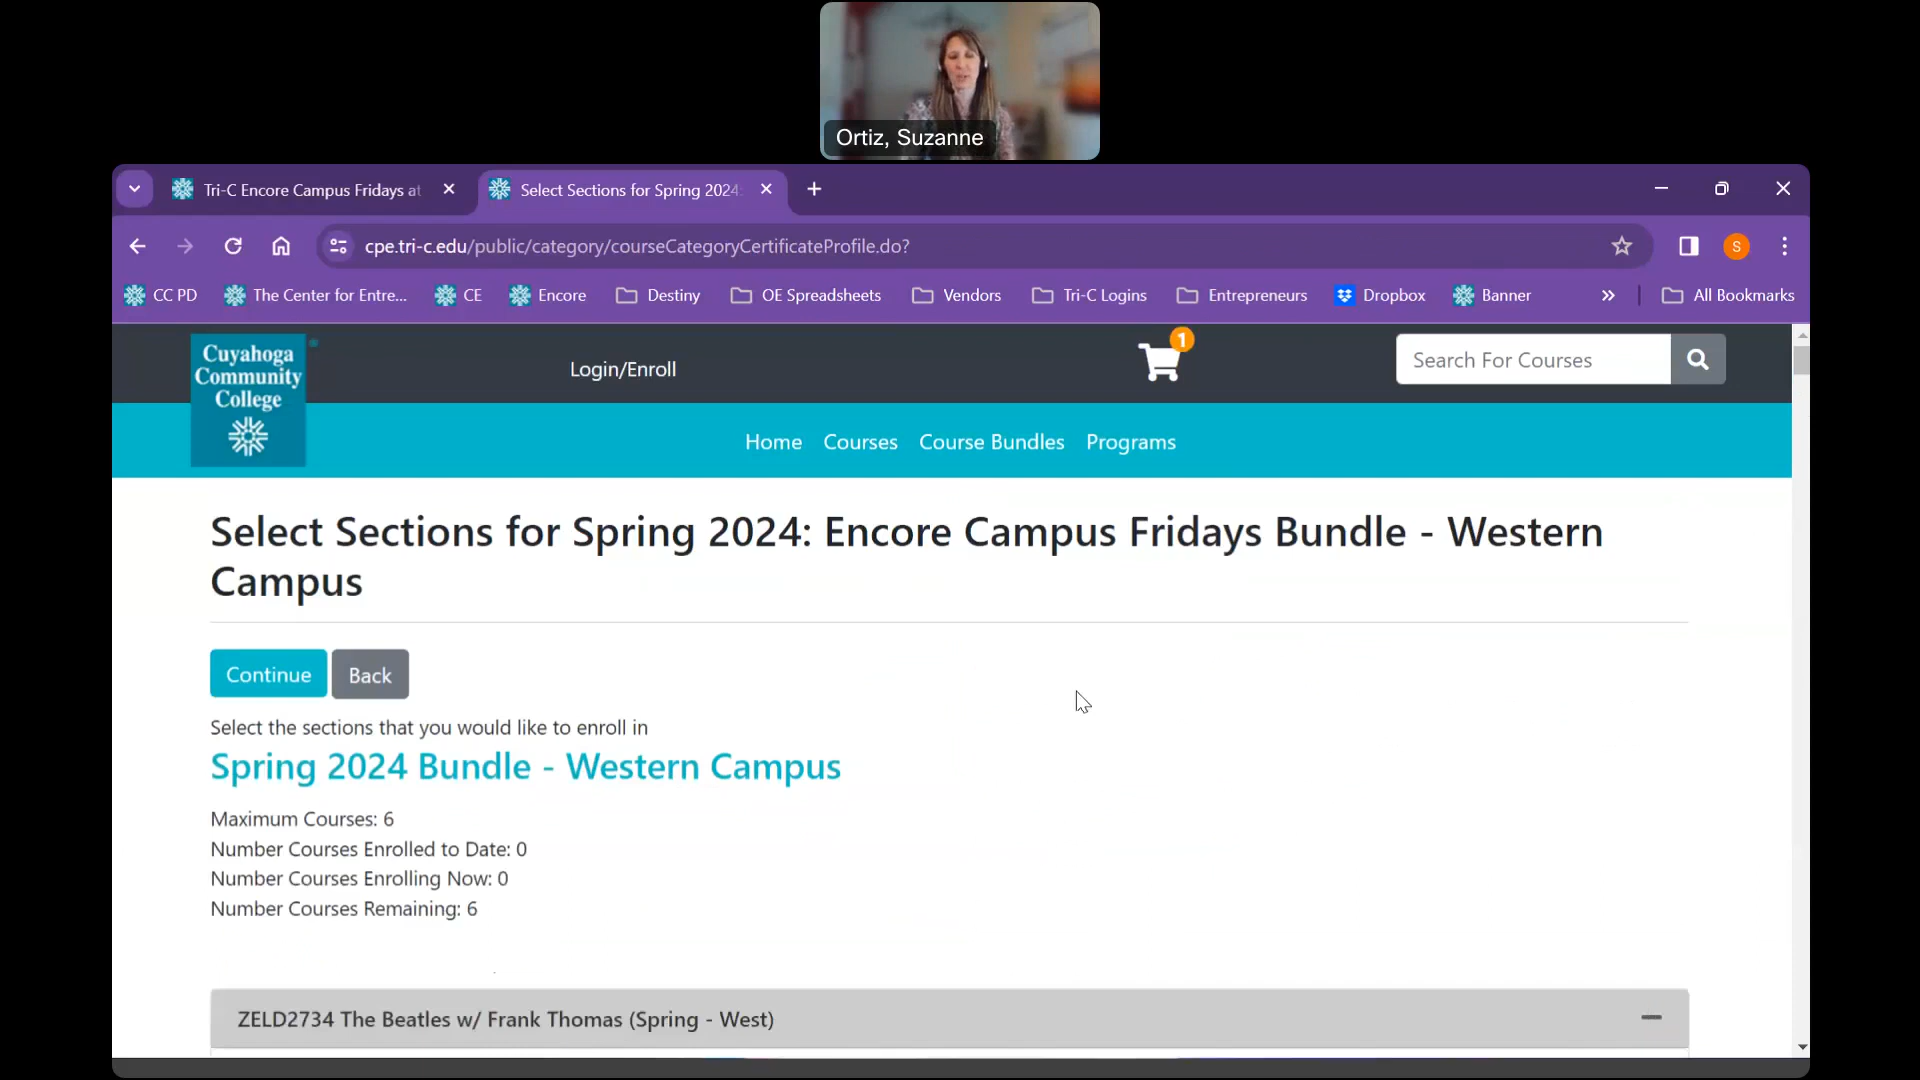 Ortiz, Suzanne
Tri-C Encore Campus Fridays at
Select Sections for Spring 2024:
cpe.tri-c.edu/public/category/courseCategoryCertificateProfile.do?
S
CC PD
The Center for Entre...
CE
Encore
Destiny
OE Spreadsheets
Vendors
Tri-C Logins
Entrepreneurs
Dropbox
Banner
All Bookmarks
Cuyahoga
Community
College
Login/Enroll
1
Search For Courses
Home Courses Course Bundles Programs
Select Sections for Spring 2024: Encore Campus Fridays Bundle - Western
Campus
Continue
Back
Select the sections that you would like to enroll in
Spring 2024 Bundle - Western Campus
Maximum Courses: 6
Number Courses Enrolled to Date: 0
Number Courses Enrolling Now: 0
Number Courses Remaining: 6
ZELD2734 The Beatles w/ Frank Thomas (Spring - West)